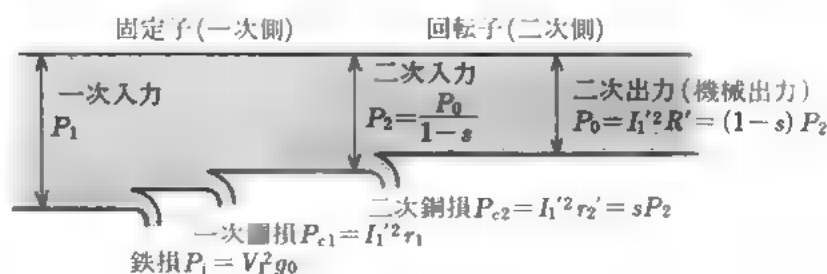 固定子(一次側)
回転子(二次側)
一次入力
P₁
二次入力
P₂=P₀/(1−s)
二次出力(機械出力)
P₀=I₁'²R'=(1−s)P₂
二次銅損P꜀₂=I₁'²r₂'=sP₂
一次 損P꜀₁=I₁'²r₁
鉄損Pᵢ=V₁²g₀